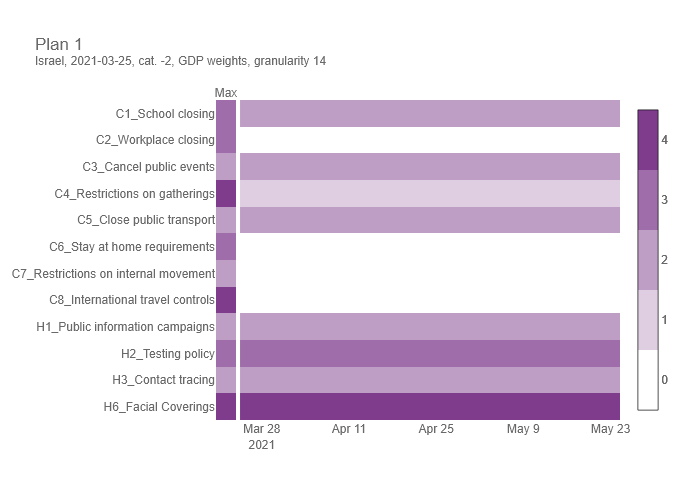 Plan 1
Israel, 2021-03-25, cat. -2, GDP weights, granularity 14
Max
C1_School closing
C2_Workplace closing
C3_Cancel public events
C4_Restrictions on gatherings
C5_Close public transport
C6_Stay at home requirements
C7_Restrictions on internal movement
C8_International travel controls
H1_Public information campaigns
H2_Testing policy
H3_Contact tracing
H6_Facial Coverings
4
3
2
1
0
Mar 28 Apr 11 Apr 25 May 9 May 23
2021